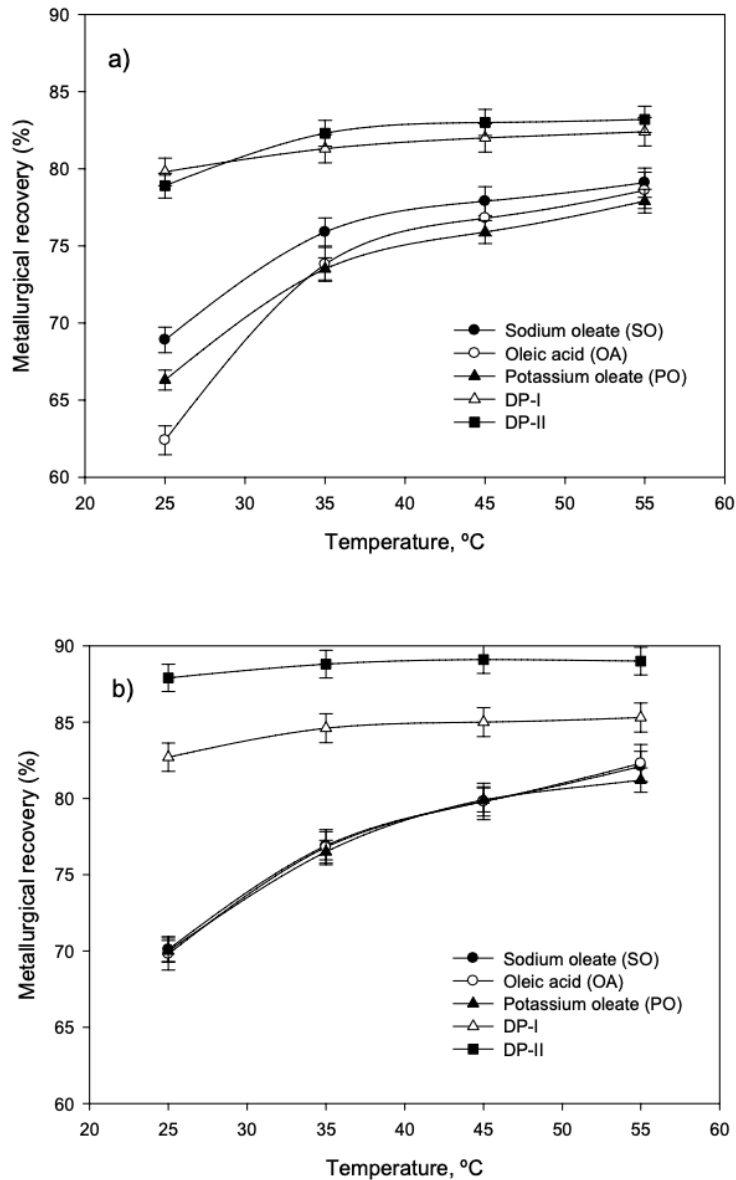 a)
Metallurgical recovery (%)
90
85
80
75
70
65
60
20 25 30 35 40 45 50 55 60
Temperature, ºC
Sodium oleate (SO)
Oleic acid (OA)
Potassium oleate (PO)
DP-I
DP-II
b)
Metallurgical recovery (%)
90
85
80
75
70
65
60
20 25 30 35 40 45 50 55 60
Temperature, ºC
Sodium oleate (SO)
Oleic acid (OA)
Potassium oleate (PO)
DP-I
DP-II